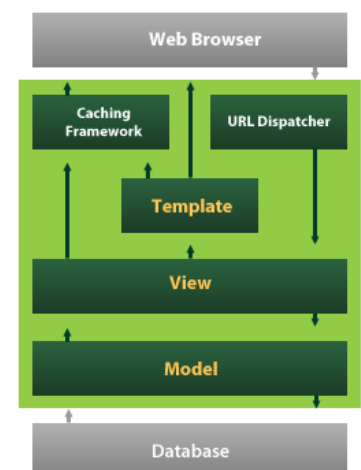 Web Browser
Caching
Framework
URL Dispatcher
Template
View
Model
Database